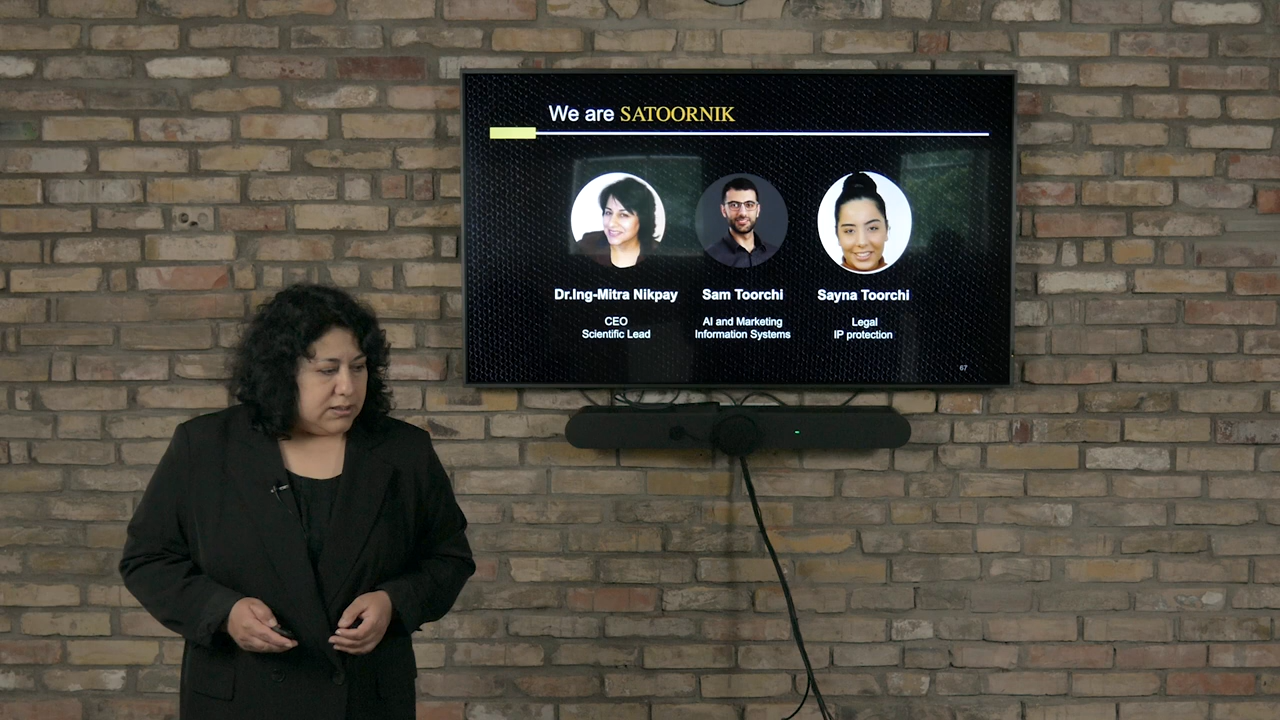 We are SATOORNIK
Dr.Ing-Mitra Nikpay
Sam Toorchi
Sayna Toorchi
CEO
Scientific Lead
AI and Marketing
Information Systems
Legal
IP protection
67